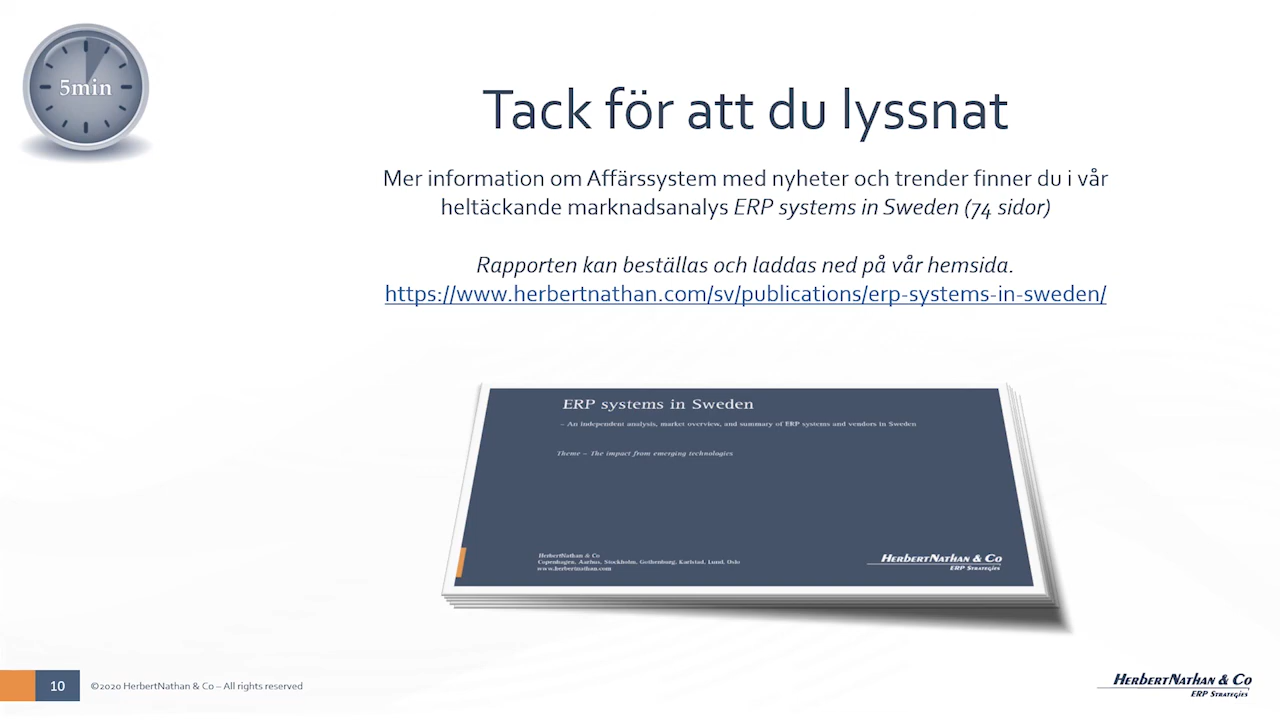 5min
Tack för att du lyssnat
Mer information om Affärssystem med nyheter och trender finner du i vår
heltäckande marknadsanalys ERP systems in Sweden (74 sidor)
Rapporten kan beställas och laddas ned på vår hemsida.
https://www.herbertnathan.com/sv/publications/erp-systems-in-sweden/
ERP systems in Sweden
– An independent analysis, market overview, and summary of ERP systems and vendors in Sweden
Theme – The impact from emerging technologies
HerbertNathan & Co
Copenhagen, Aarhus, Stockholm, Gothenburg, Karlstad, Lund, Oslo
www.herbertnathan.com
HERBERTNATHAN & CO
ERP STRATEGIES
10
©2020 HerbertNathan & Co – All rights reserved
HERBERTNATHAN & CO
ERP STRATEGIES